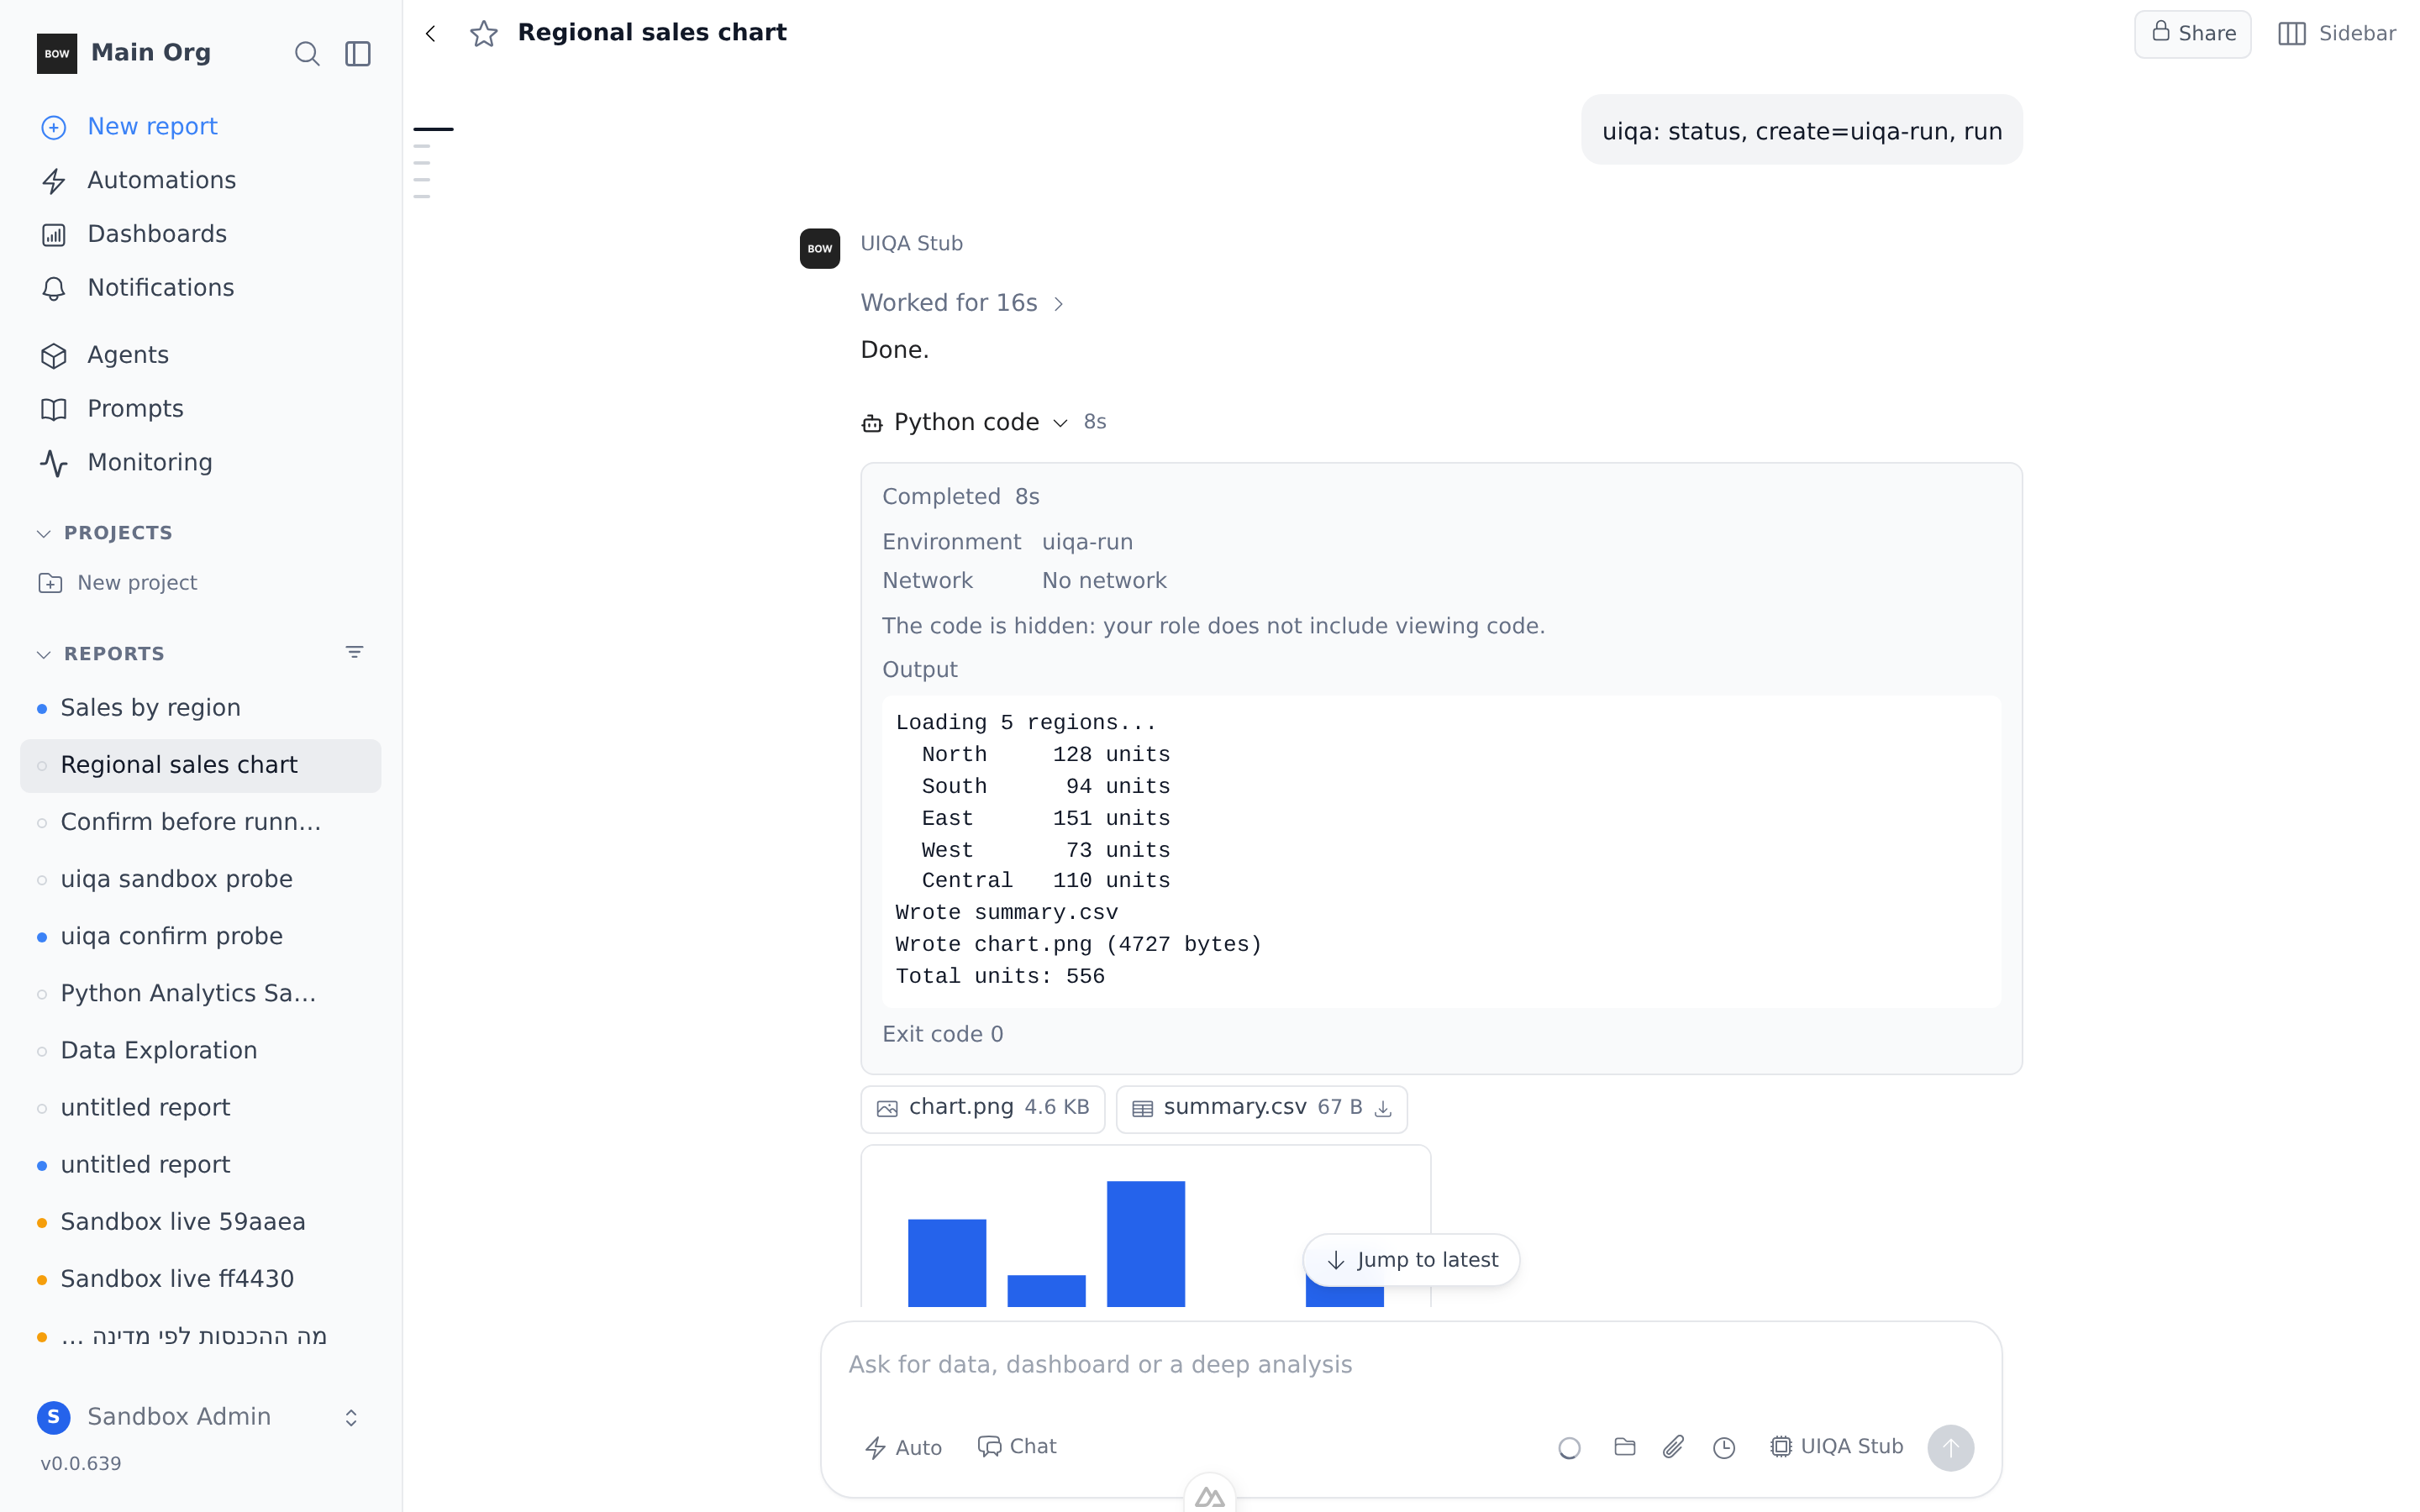 BOW
Main Org
New report
Automations
Dashboards
Notifications
Agents
Prompts
Monitoring
PROJECTS
New project
REPORTS
Sales by region
Regional sales chart
Confirm before runn...
uiqa sandbox probe
uiqa confirm probe
Python Analytics Sa...
Data Exploration
untitled report
untitled report
Sandbox live 59aaea
Sandbox live ff4430
מה ההכנסות לפי מדינה ...
S
Sandbox Admin
v0.0.639
Regional sales chart
Share
Sidebar
uiqa: status, create=uiqa-run, run
BOW
UIQA Stub
Worked for 16s
Done.
Python code 8s
Completed 8s
Environment uiqa-run
Network No network
The code is hidden: your role does not include viewing code.
Output
Loading 5 regions...
North 128 units
South 94 units
East 151 units
West 73 units
Central 110 units
Wrote summary.csv
Wrote chart.png (4727 bytes)
Total units: 556
Exit code 0
chart.png 4.6 KB
summary.csv 67 B
Jump to latest
Ask for data, dashboard or a deep analysis
Auto
Chat
UIQA Stub